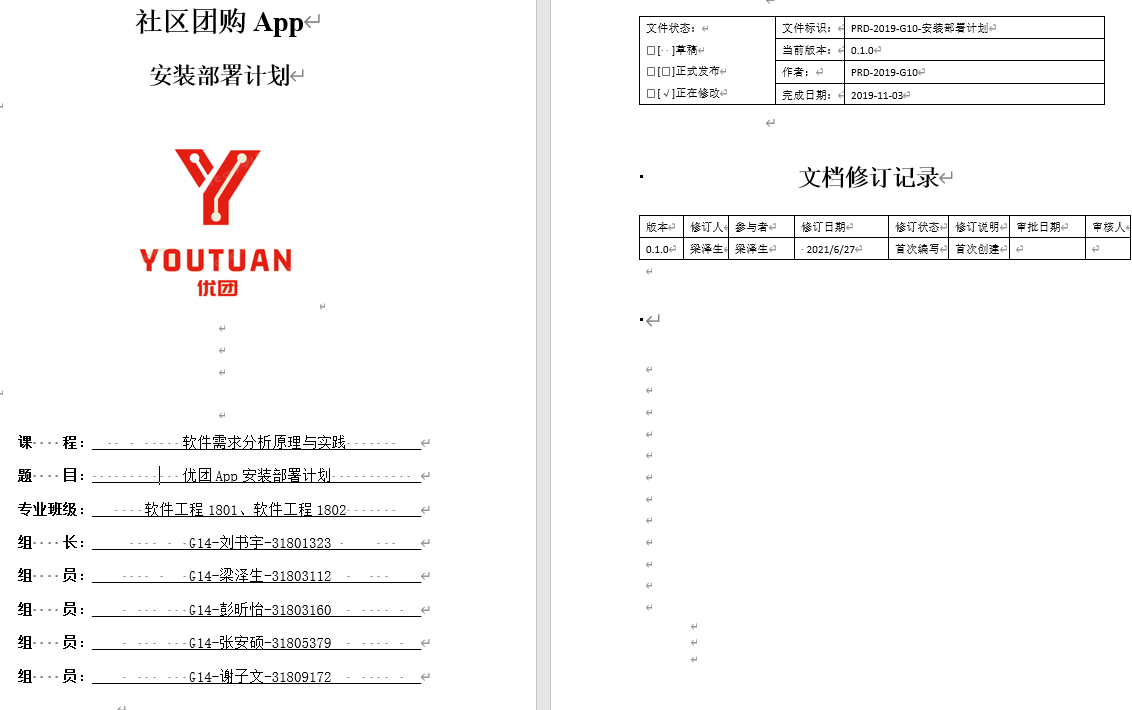 社区团购 App
安装部署计划
YOUTUAN
优团
课 程： 软件需求分析原理与实践
题 目： 优团 App 安装部署计划
专业班级： 软件工程 1801、软件工程 1802
组 长： G14-刘书宇-31801323
组 员： G14-梁泽生-31803112
组 员： G14-彭昕怡-31803160
组 员： G14-张安硕-31805379
组 员： G14-谢子文-31809172
文件状态： 文件标识： PRD-2019-G10-安装部署计划
□[ ]草稿 当前版本： 0.1.0
□[□]正式发布 作者： PRD-2019-G10
□[√]正在修改 完成日期： 2019-11-03
文档修订记录
版本 修订人 参与者 修订日期 修订状态 修订说明 审批日期 审核人
0.1.0 梁泽生 梁泽生 2021/6/27 首次编写 首次创建